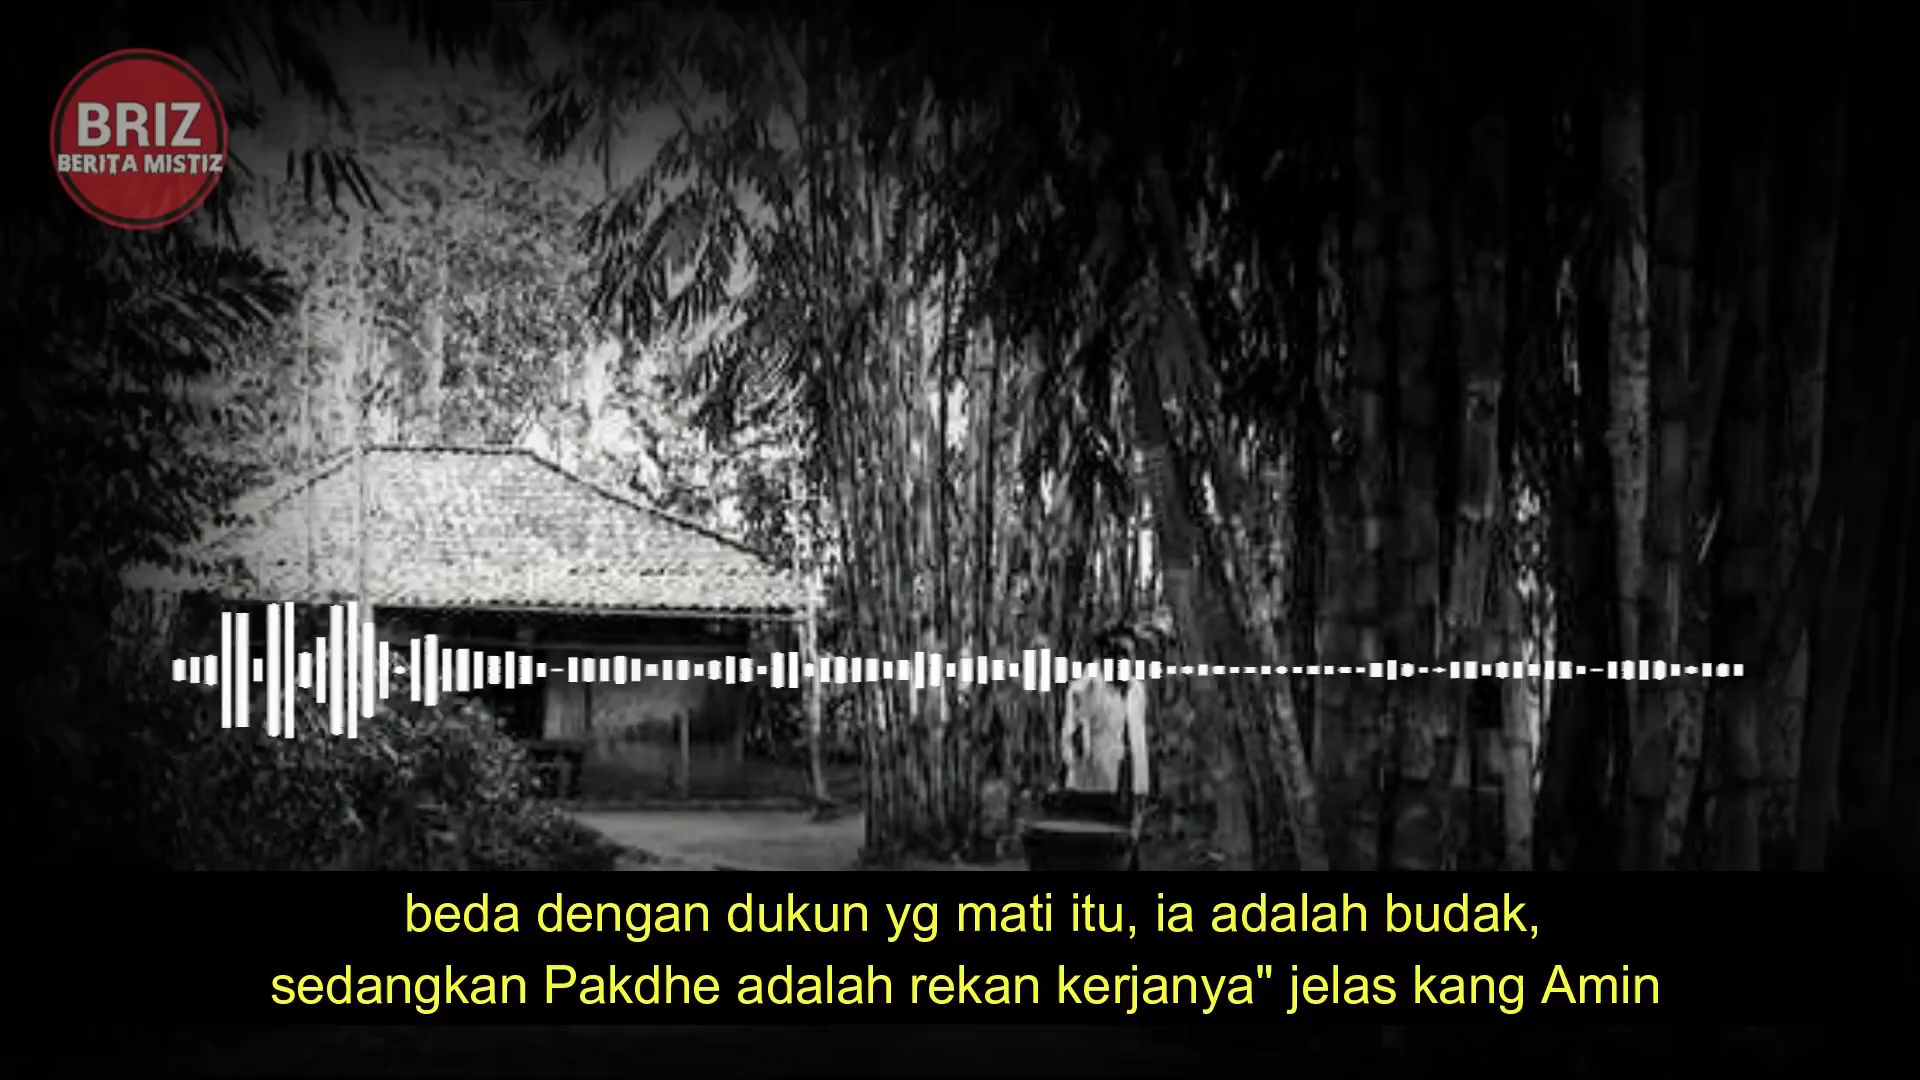 BRIZ
BERITA MISTIZ
beda dengan dukun yg mati itu, ia adalah budak,
sedangkan Pakdhe adalah rekan kerjanya" jelas kang Amin